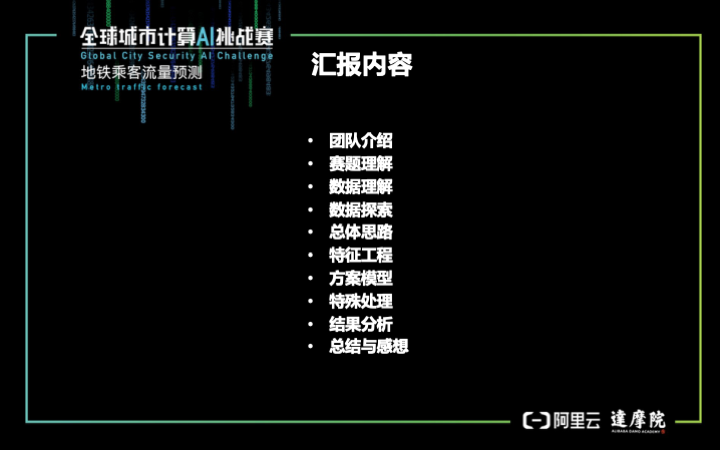 全球城市计算AI挑战赛
Global City Security AI Challenge
地铁乘客流量预测
Metro traffic forecast
汇报内容
• 团队介绍
• 赛题理解
• 数据理解
• 数据探索
• 总体思路
• 特征工程
• 方案模型
• 特殊处理
• 结果分析
• 总结与感想
阿里云
達摩院
ALIBABA DAMO ACADEMY